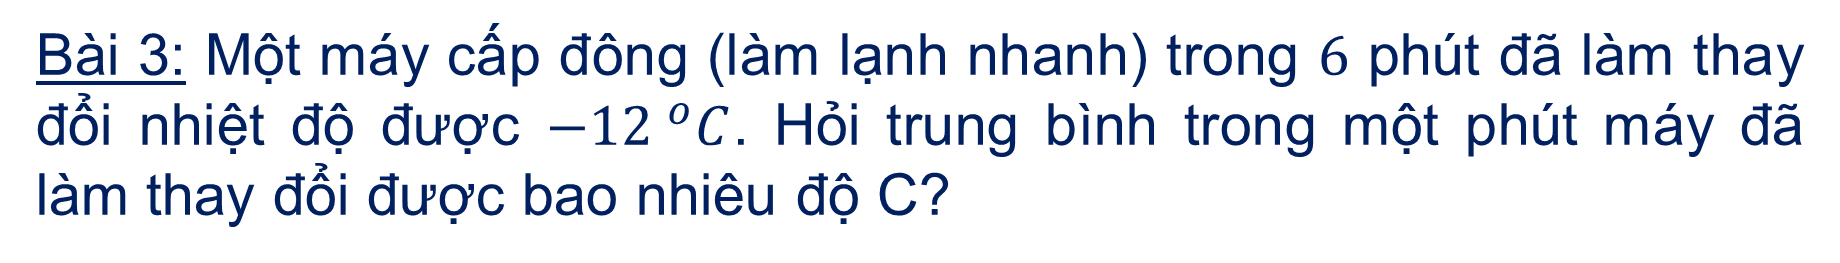 Bài 3: Một máy cấp đông (làm lạnh nhanh) trong 6 phút đã làm thay
đổi nhiệt độ được −12 °C. Hỏi trung bình trong một phút máy đã
làm thay đổi được bao nhiêu độ C?